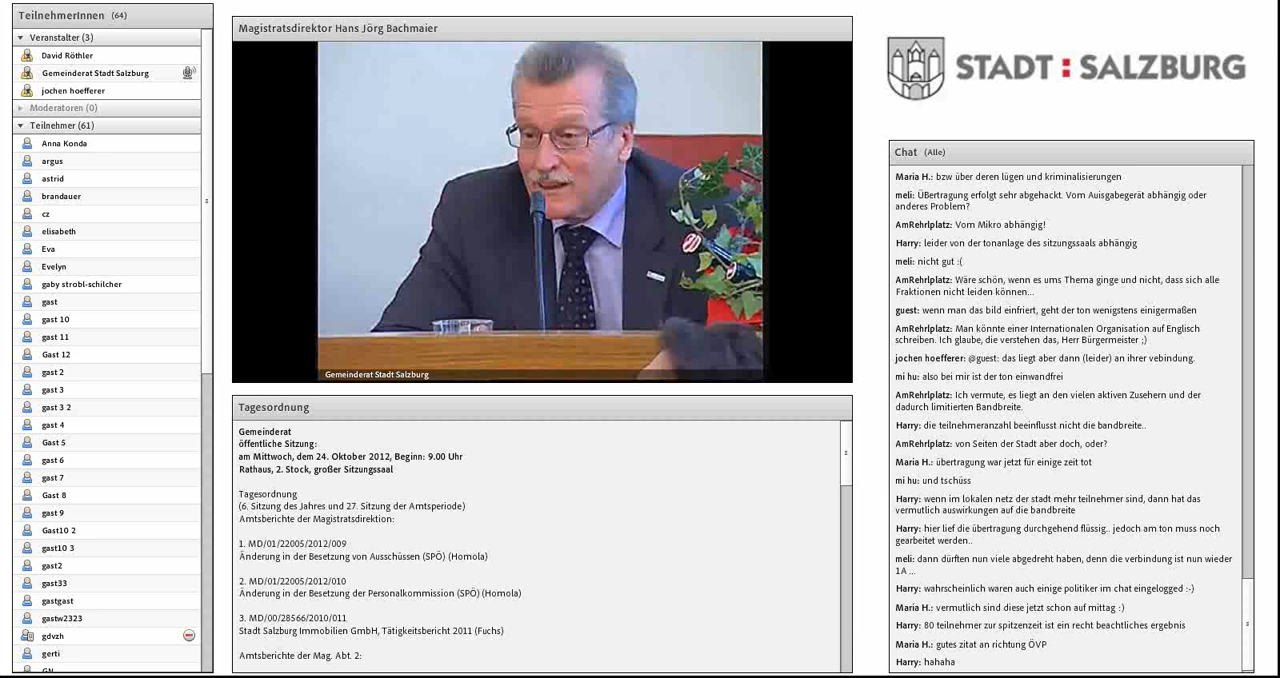 TeilnehmerInnen (64)
Veranstalter (3)
David Röthler
Gemeinderat Stadt Salzburg
jochen hoefferer
Moderatoren (0)
Teilnehmer (61)
Anna Konda
argus
astrid
brandauer
cz
elisabeth
Eva
Evelyn
gaby strobl-schilcher
gast
gast 10
gast 11
Gast 12
gast 2
gast 3
gast 3 2
gast 4
Gast 5
gast 6
gast 7
Gast 8
gast 9
Gast10 2
gast10 3
gast2
gast33
gastgast
gastw2323
gdvzh
gerti
GN
Magistratsdirektor Hans Jörg Bachmaier
Gemeinderat Stadt Salzburg
Tagesordnung
Gemeinderat
öffentliche Sitzung:
am Mittwoch, dem 24. Oktober 2012, Beginn: 9.00 Uhr
Rathaus, 2. Stock, großer Sitzungssaal
Tagesordnung
(6. Sitzung des Jahres und 27. Sitzung der Amtsperiode)
Amtsberichte der Magistratsdirektion:
1. MD/01/22005/2012/009
Änderung in der Besetzung von Ausschüssen (SPÖ) (Homola)
2. MD/01/22005/2012/010
Änderung in der Besetzung der Personalkommission (SPÖ) (Homola)
3. MD/00/28566/2010/011
Stadt Salzburg Immobilien GmbH, Tätigkeitsbericht 2011 (Fuchs)
Amtsberichte der Mag. Abt. 2:
STADT : SALZBURG
Chat (Alle)
Maria H.: bzw über deren lügen und kriminalisierungen
meli: ÜBertragung erfolgt sehr abgehackt. Vom Auisgabegerät abhängig oder
anderes Problem?
AmRehrlplatz: Vom Mikro abhängig!
Harry: leider von der tonanlage des sitzungssaals abhängig
meli: nicht gut :(
AmRehrlplatz: Wäre schön, wenn es ums Thema ginge und nicht, dass sich alle
Fraktionen nicht leiden können...
guest: wenn man das bild einfriert, geht der ton wenigstens einigermaßen
AmRehrlplatz: Man könnte einer Internationalen Organisation auf Englisch
schreiben. Ich glaube, die verstehen das, Herr Bürgermeister ;)
jochen hoefferer: @guest: das liegt aber dann (leider) an ihrer vebindung.
mi hu: also bei mir ist der ton einwandfrei
AmRehrlplatz: Ich vermute, es liegt an den vielen aktiven Zusehern und der
dadurch limitierten Bandbreite.
Harry: die teilnehmeranzahl beeinflusst nicht die bandbreite..
AmRehrlplatz: von Seiten der Stadt aber doch, oder?
Maria H.: übertragung war jetzt für einige zeit tot
mi hu: und tschüss
Harry: wenn im lokalen netz der stadt mehr teilnehmer sind, dann hat das
vermutlich auswirkungen auf die bandbreite
Harry: hier lief die übertragung durchgehend flüssig.. jedoch am ton muss noch
gearbeitet werden..
meli: dann dürften nun viele abgedreht haben, denn die verbindung ist nun wieder
1A ...
Harry: wahrscheinlich waren auch einige politiker im chat eingelogged :-)
Maria H.: vermutlich sind diese jetzt schon auf mittag :)
Harry: 80 teilnehmer zur spitzenzeit ist ein recht beachtliches ergebnis
Maria H.: gutes zitat an richtung ÖVP
Harry: hahaha